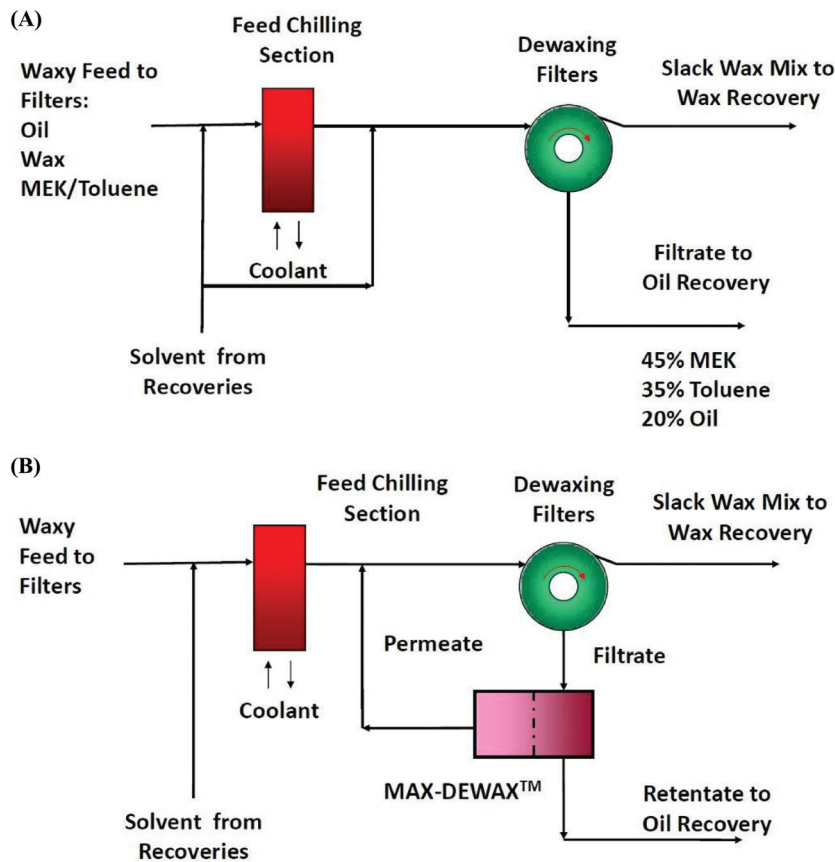 (A)
Feed Chilling
Section
Dewaxing
Filters
Slack Wax Mix to
Wax Recovery
Waxy Feed to
Filters:
Oil
Wax
MEK/Toluene
Coolant
Solvent from
Recoveries
Filtrate to
Oil Recovery
45% MEK
35% Toluene
20% Oil
(B)
Feed Chilling
Section
Dewaxing
Filters
Slack Wax Mix to
Wax Recovery
Waxy
Feed to
Filters
Permeate
Filtrate
Coolant
MAX-DEWAX™
Solvent from
Recoveries
Retentate to
Oil Recovery